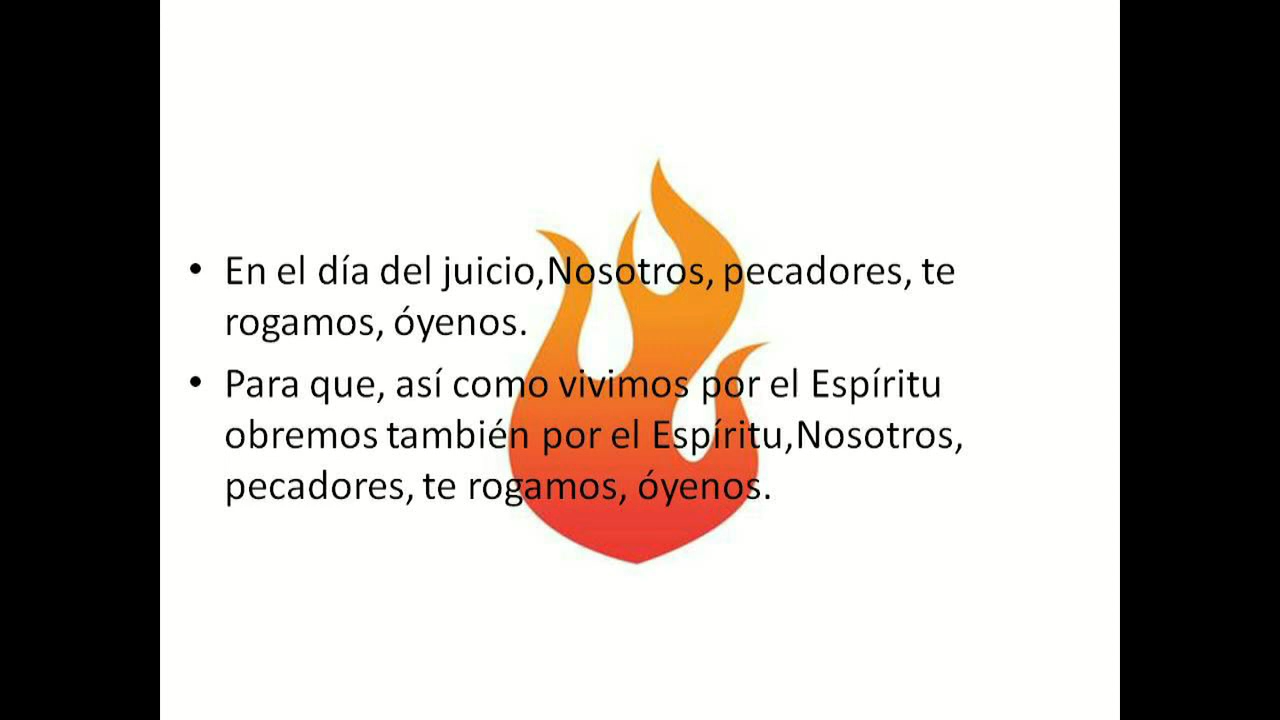 • En el día del juicio,Nosotros, pecadores, te
rogamos, óyenos.
• Para que, así como vivimos por el Espíritu
obremos también por el Espíritu,Nosotros,
pecadores, te rogamos, óyenos.